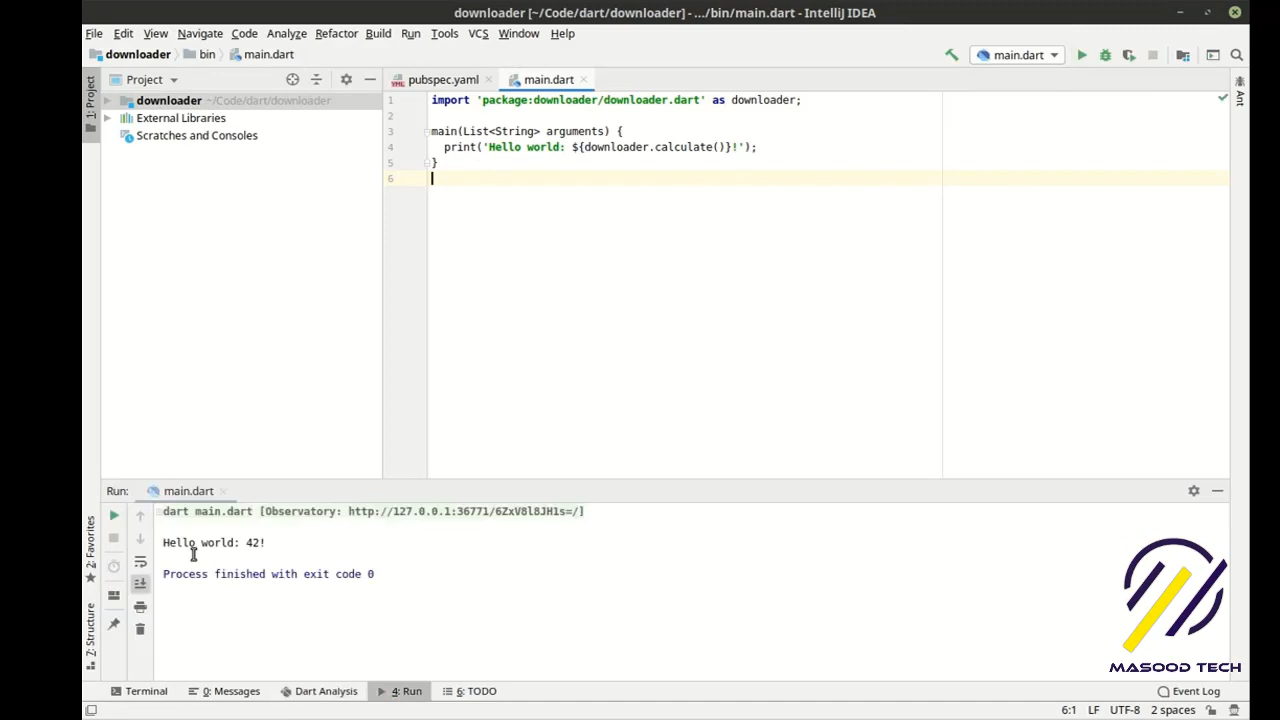 downloader [~/Code/dart/downloader] - .../bin/main.dart - IntelliJ IDEA
File Edit View Navigate Code Analyze Refactor Build Run Tools VCS Window Help
downloader bin main.dart
main.dart
1: Project
Project
pubspec.yaml
main.dart
Ant
downloader ~/Code/dart/downloader
External Libraries
Scratches and Consoles
1 import 'package:downloader/downloader.dart' as downloader;
2
3 main(List<String> arguments) {
4 print('Hello world: ${downloader.calculate()}!');
5 }
6
Run: main.dart
dart main.dart [Observatory: http://127.0.0.1:36771/6ZxV8l8JH1s=/]
Hello world: 42!
Process finished with exit code 0
2: Favorites
7: Structure
MASOOD TECH
Terminal 0: Messages Dart Analysis 4: Run 6: TODO Event Log
6:1 LF UTF-8 2 spaces